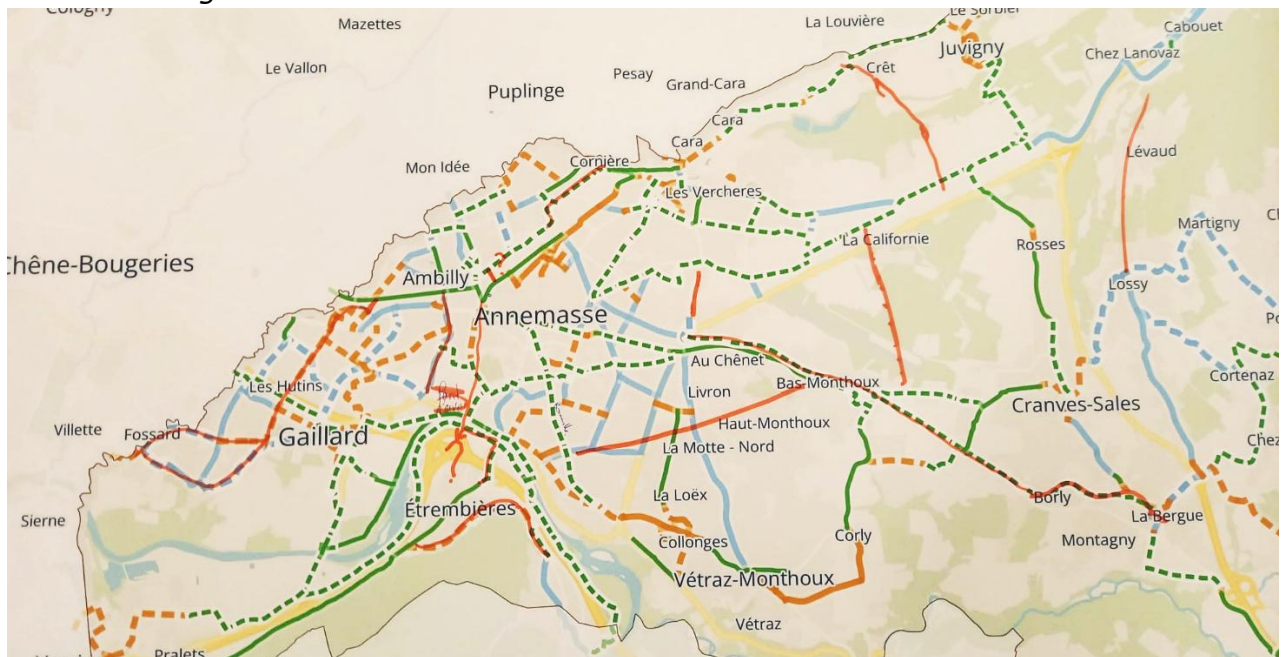 Cologny
Mazettes
La Louvière
Le Sorbier
Cabouet
Juvigny
Chez Lanovaz
Le Vallon
Pesay
Crêt
Grand-Cara
Puplinge
Cara
Cara
Lévaud
Mon Idée
Cornière
Les Vercheres
Martigny
La Californie
Rosses
Chêne-Bougeries
Ambilly
Lossy
Annemasse
Au Chênet
Bas-Monthoux
Cortenaz
Les Hutins
Livron
Cranves-Sales
Villette
Fossard
Gaillard
Haut-Monthoux
Chez
La Motte - Nord
La Loëx
Borly
Étrembières
La Bergue
Sierne
Collonges
Corly
Montagny
Vétraz-Monthoux
Vétraz
Pralets